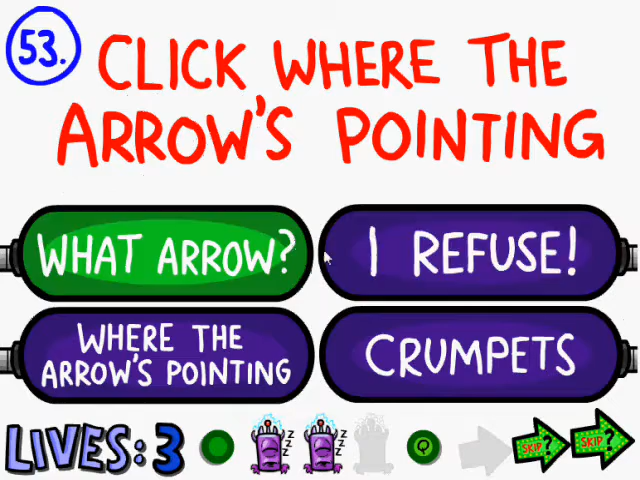 53.
CLICK WHERE THE
ARROW'S POINTING
WHAT ARROW?
I REFUSE!
WHERE THE
ARROW'S POINTING
CRUMPETS
LIVES: 3
Z
Z
Z
Z
Z
Z
Q
SKIP?
SKIP?